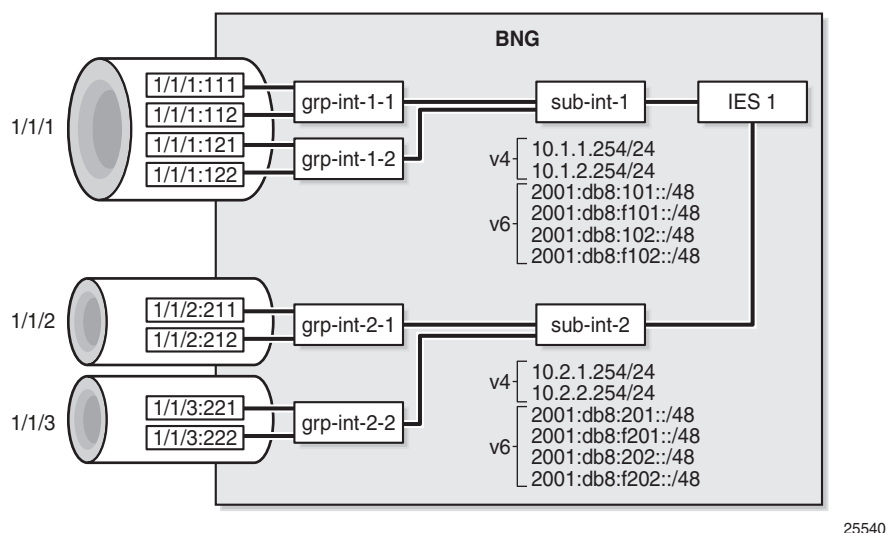 BNG
1/1/1
1/1/1:111
1/1/1:112
1/1/1:121
1/1/1:122
grp-int-1-1
grp-int-1-2
sub-int-1
IES 1
v4
10.1.1.254/24
10.1.2.254/24
v6
2001:db8:101::/48
2001:db8:f101::/48
2001:db8:102::/48
2001:db8:f102::/48
1/1/2
1/1/2:211
1/1/2:212
grp-int-2-1
sub-int-2
1/1/3
1/1/3:221
1/1/3:222
grp-int-2-2
v4
10.2.1.254/24
10.2.2.254/24
v6
2001:db8:201::/48
2001:db8:f201::/48
2001:db8:202::/48
2001:db8:f202::/48
25540